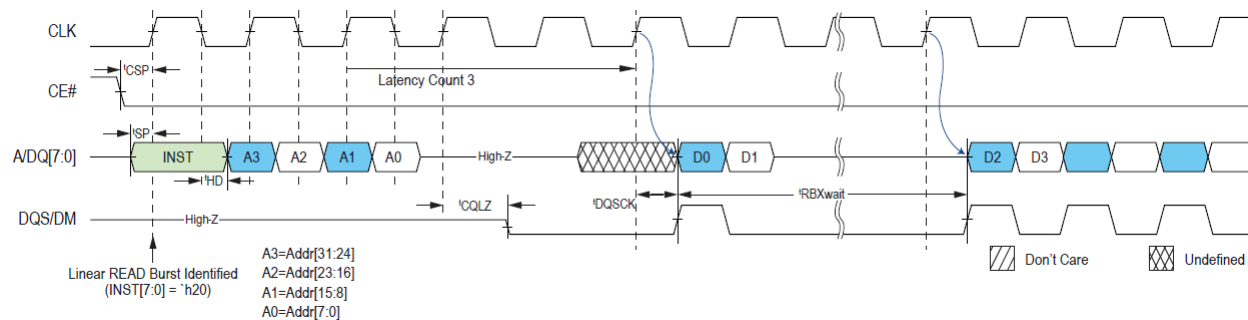 CLK
tCSP
Latency Count 3
CE#
tSP
A/DQ[7:0]
INST
A3
A2
A1
A0
High-Z
D0
D1
D2
D3
tHD
tCQLZ
tDQSCK
tRBXwait
DQS/DM
High-Z
Linear READ Burst Identified
(INST[7:0] = `h20)
A3=Addr[31:24]
A2=Addr[23:16]
A1=Addr[15:8]
A0=Addr[7:0]
Don't Care
Undefined